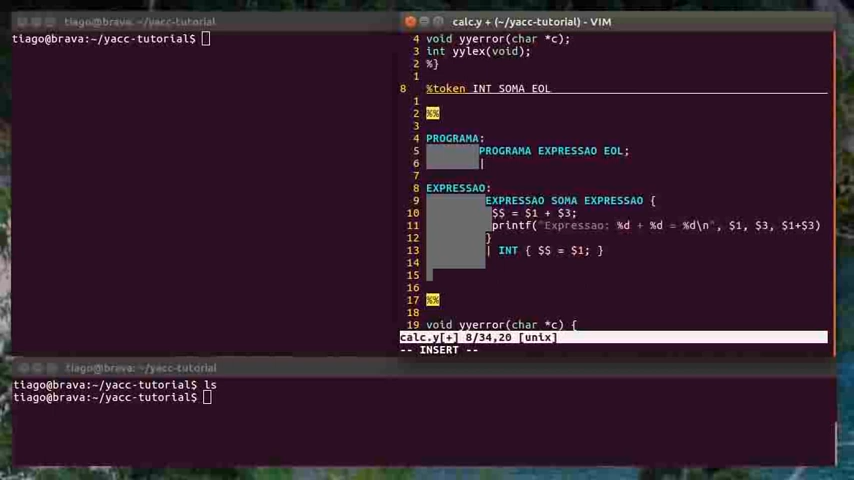 tiago@brava: ~/yacc-tutorial
tiago@brava:~/yacc-tutorial$
calc.y + (~/yacc-tutorial) - VIM
4 void yyerror(char *c);
3 int yylex(void);
2 %}
1
8 %token INT SOMA EOL
1
2 %%
3
4 PROGRAMA:
5 PROGRAMA EXPRESSAO EOL;
6 |
7
8 EXPRESSAO:
9 EXPRESSAO SOMA EXPRESSAO {
10 $$ = $1 + $3;
11 printf("Expressao: %d + %d = %d\n", $1, $3, $1+$3)
12 }
13 | INT { $$ = $1; }
14
15
16
17 %%
18
19 void yyerror(char *c) {
calc.y[+] 8/34,20 [unix]
-- INSERT --
tiago@brava: ~/yacc-tutorial
tiago@brava:~/yacc-tutorial$ ls
tiago@brava:~/yacc-tutorial$